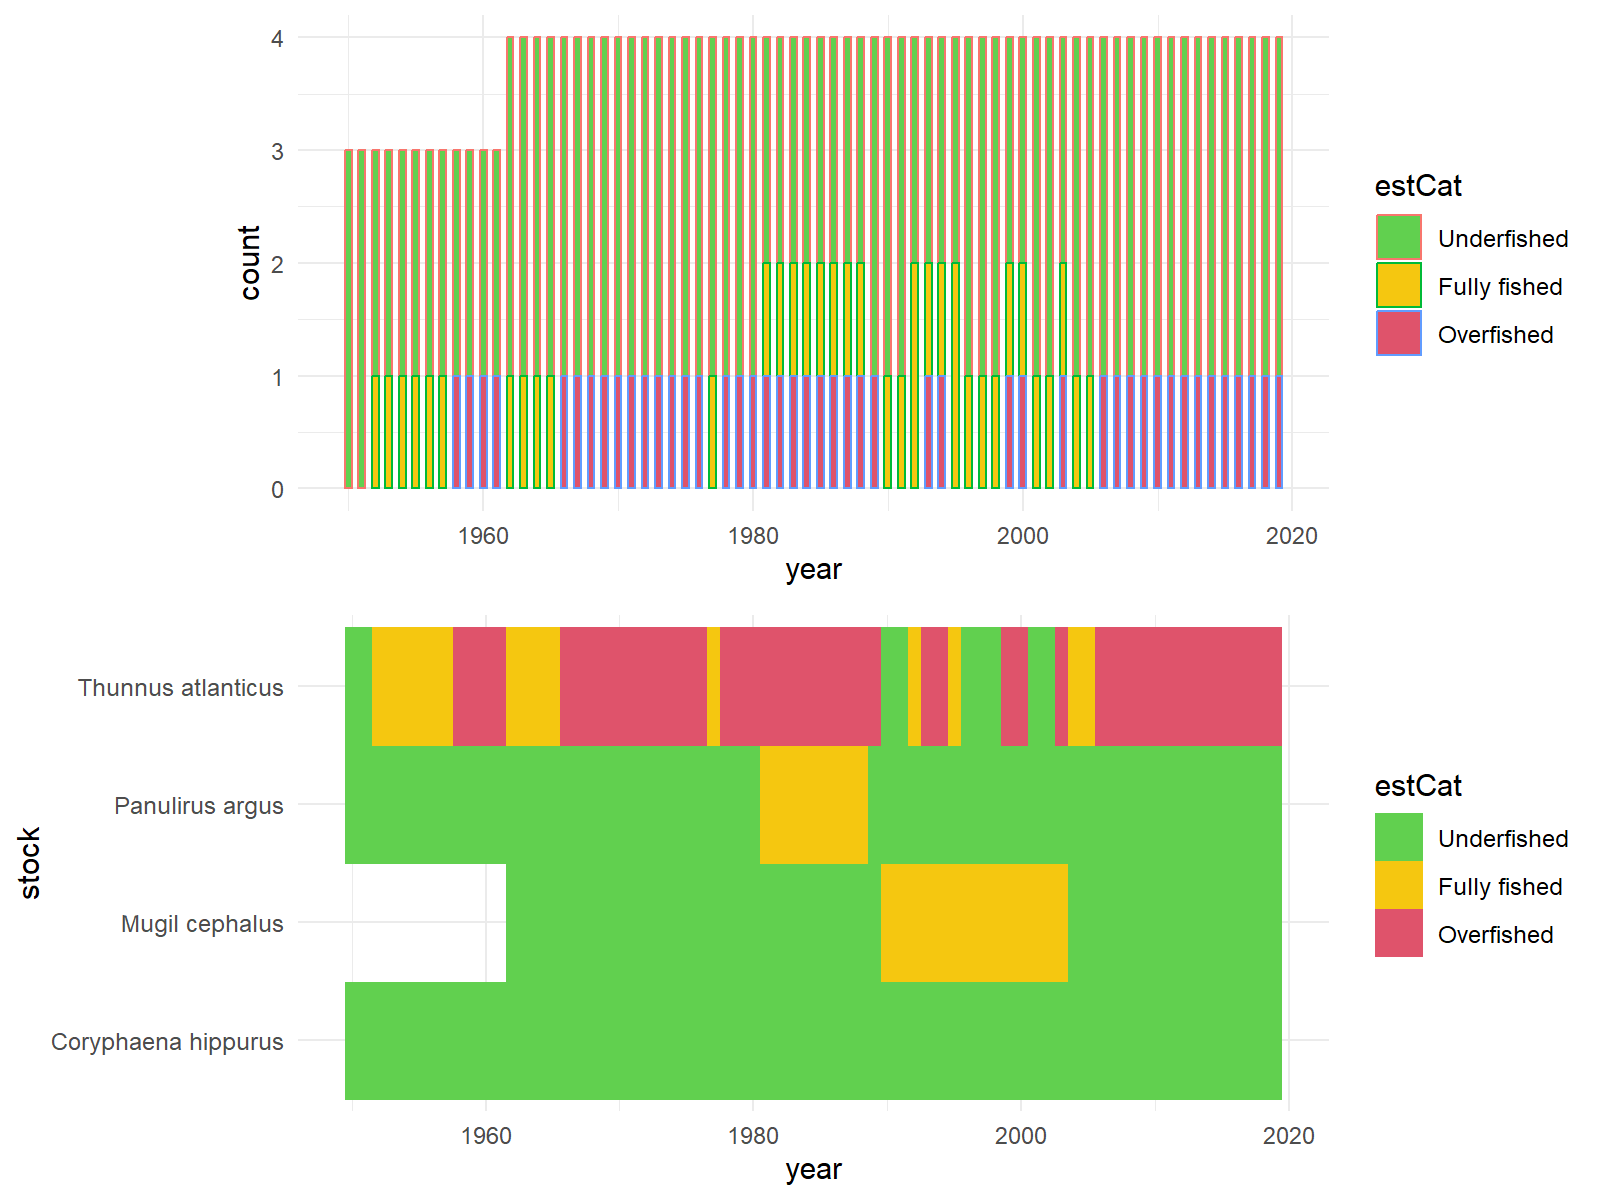 4
3
2
1
0
count
1960 1980 2000 2020
year
estCat
Underfished
Fully fished
Overfished
Thunnus atlanticus
Panulirus argus
Mugil cephalus
Coryphaena hippurus
stock
1960 1980 2000 2020
year
estCat
Underfished
Fully fished
Overfished